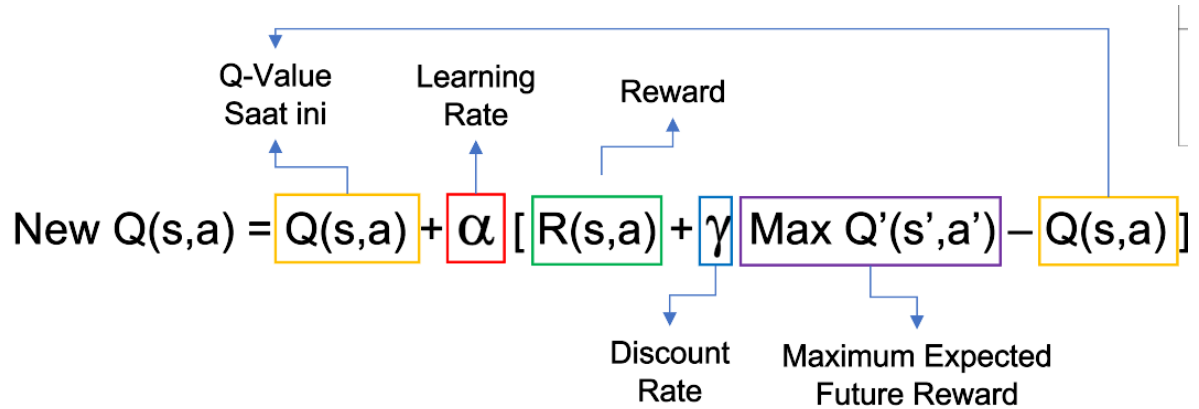 Q-Value
Saat ini
Learning
Rate
Reward
New Q(s,a) = Q(s,a) + α [ R(s,a) + γ Max Q’(s’,a’) – Q(s,a) ]
Discount
Rate
Maximum Expected
Future Reward